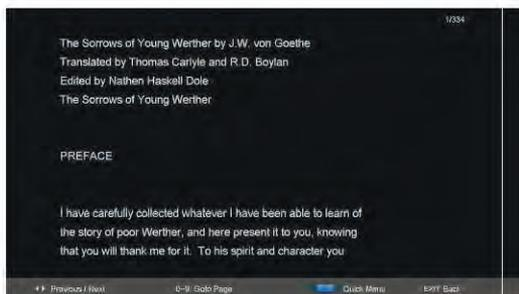 1/334
The Sorrows of Young Werther by J.W. von Goethe
Translated by Thomas Carlyle and R.D. Boylan
Edited by Nathen Haskell Dole
The Sorrows of Young Werther
PREFACE
I have carefully collected whatever I have been able to learn of
the story of poor Werther, and here present it to you, knowing
that you will thank me for it. To his spirit and character you
Previous / Next 0~9: Goto Page Quick Menu EXIT Back